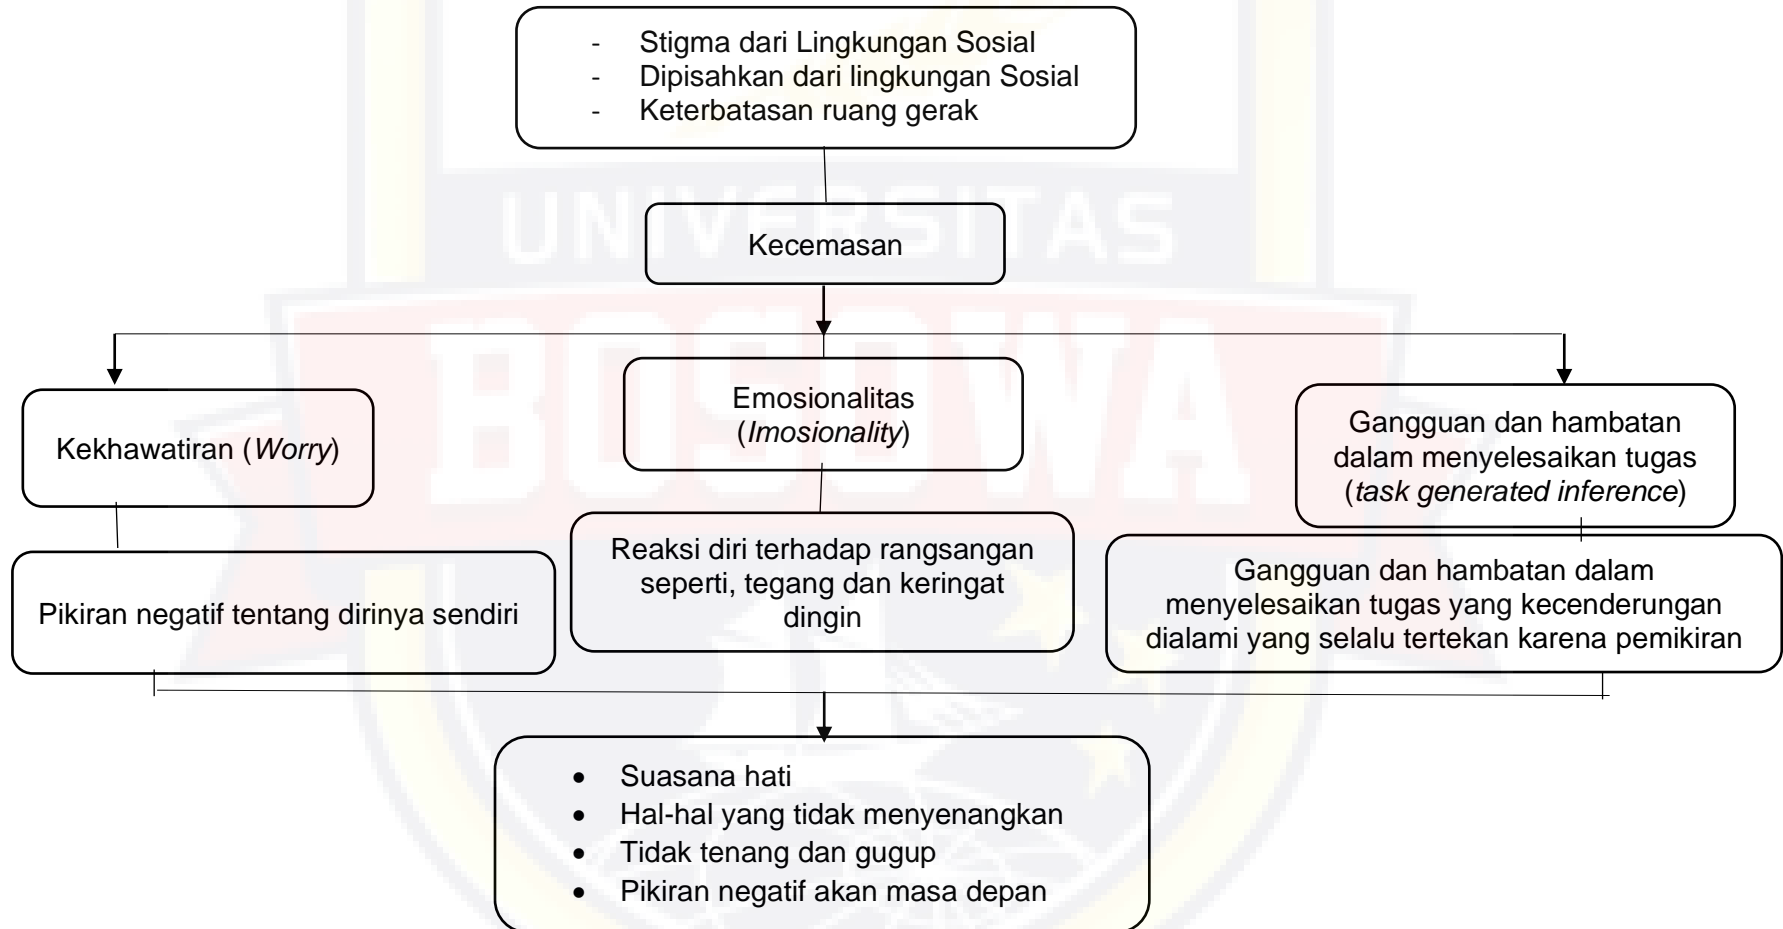 - Stigma dari Lingkungan Sosial
- Dipisahkan dari lingkungan Sosial
- Keterbatasan ruang gerak
UNIVERSITAS
Kecemasan
BOSOWA
Kekhawatiran (Worry)
Emosionalitas
(Imosionality)
Gangguan dan hambatan
dalam menyelesaikan tugas
(task generated inference)
Pikiran negatif tentang dirinya sendiri
Reaksi diri terhadap rangsangan
seperti, tegang dan keringat
dingin
Gangguan dan hambatan dalam
menyelesaikan tugas yang kecenderungan
dialami yang selalu tertekan karena pemikiran
• Suasana hati
• Hal-hal yang tidak menyenangkan
• Tidak tenang dan gugup
• Pikiran negatif akan masa depan